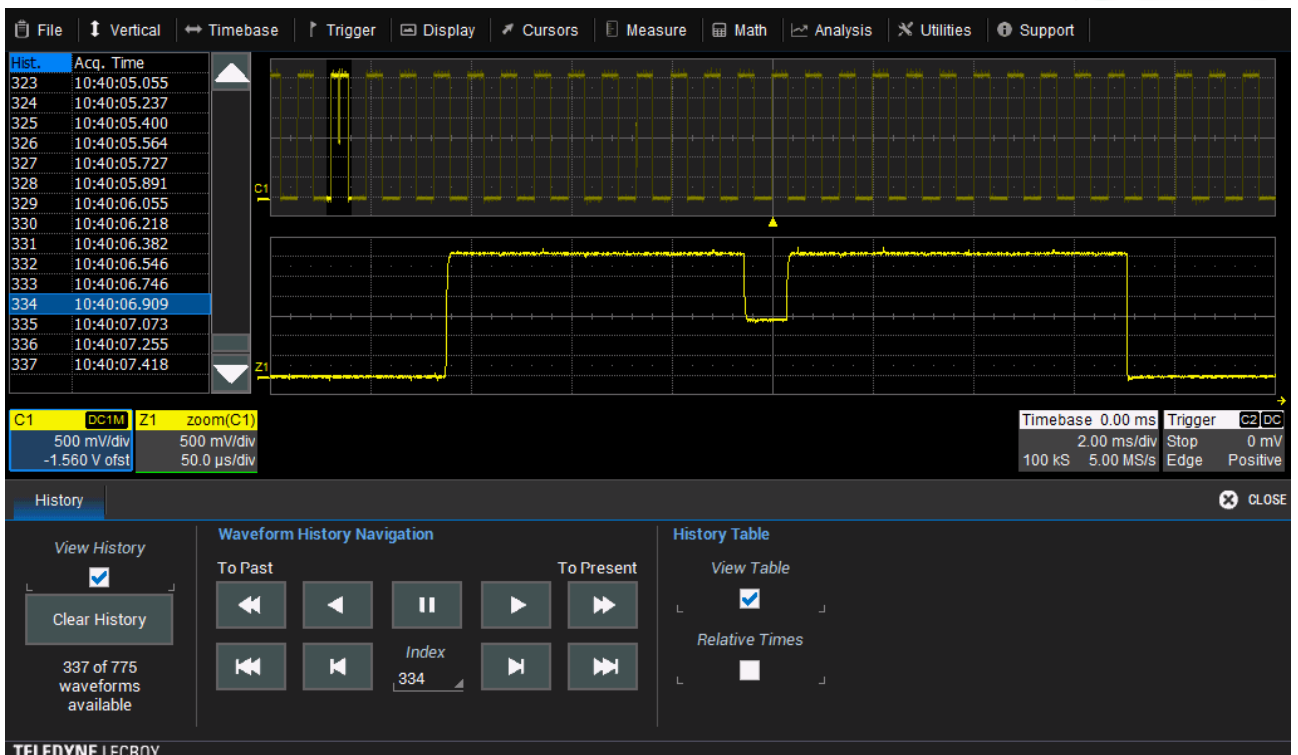 File Vertical Timebase Trigger Display Cursors Measure Math Analysis Utilities Support
Hist. Acq. Time
323 10:40:05.055
324 10:40:05.237
325 10:40:05.400
326 10:40:05.564
327 10:40:05.727
328 10:40:05.891
329 10:40:06.055
330 10:40:06.218
331 10:40:06.382
332 10:40:06.546
333 10:40:06.746
334 10:40:06.909
335 10:40:07.073
336 10:40:07.255
337 10:40:07.418
C1
Z1
C1 DC1M Z1 zoom(C1)
500 mV/div 500 mV/div
-1.560 V ofst 50.0 µs/div
Timebase 0.00 ms Trigger C2 DC
2.00 ms/div Stop 0 mV
100 kS 5.00 MS/s Edge Positive
History CLOSE
View History
Clear History
337 of 775
waveforms
available
Waveform History Navigation
To Past To Present
Index
334
History Table
View Table
Relative Times
TELEDYNE LECROY